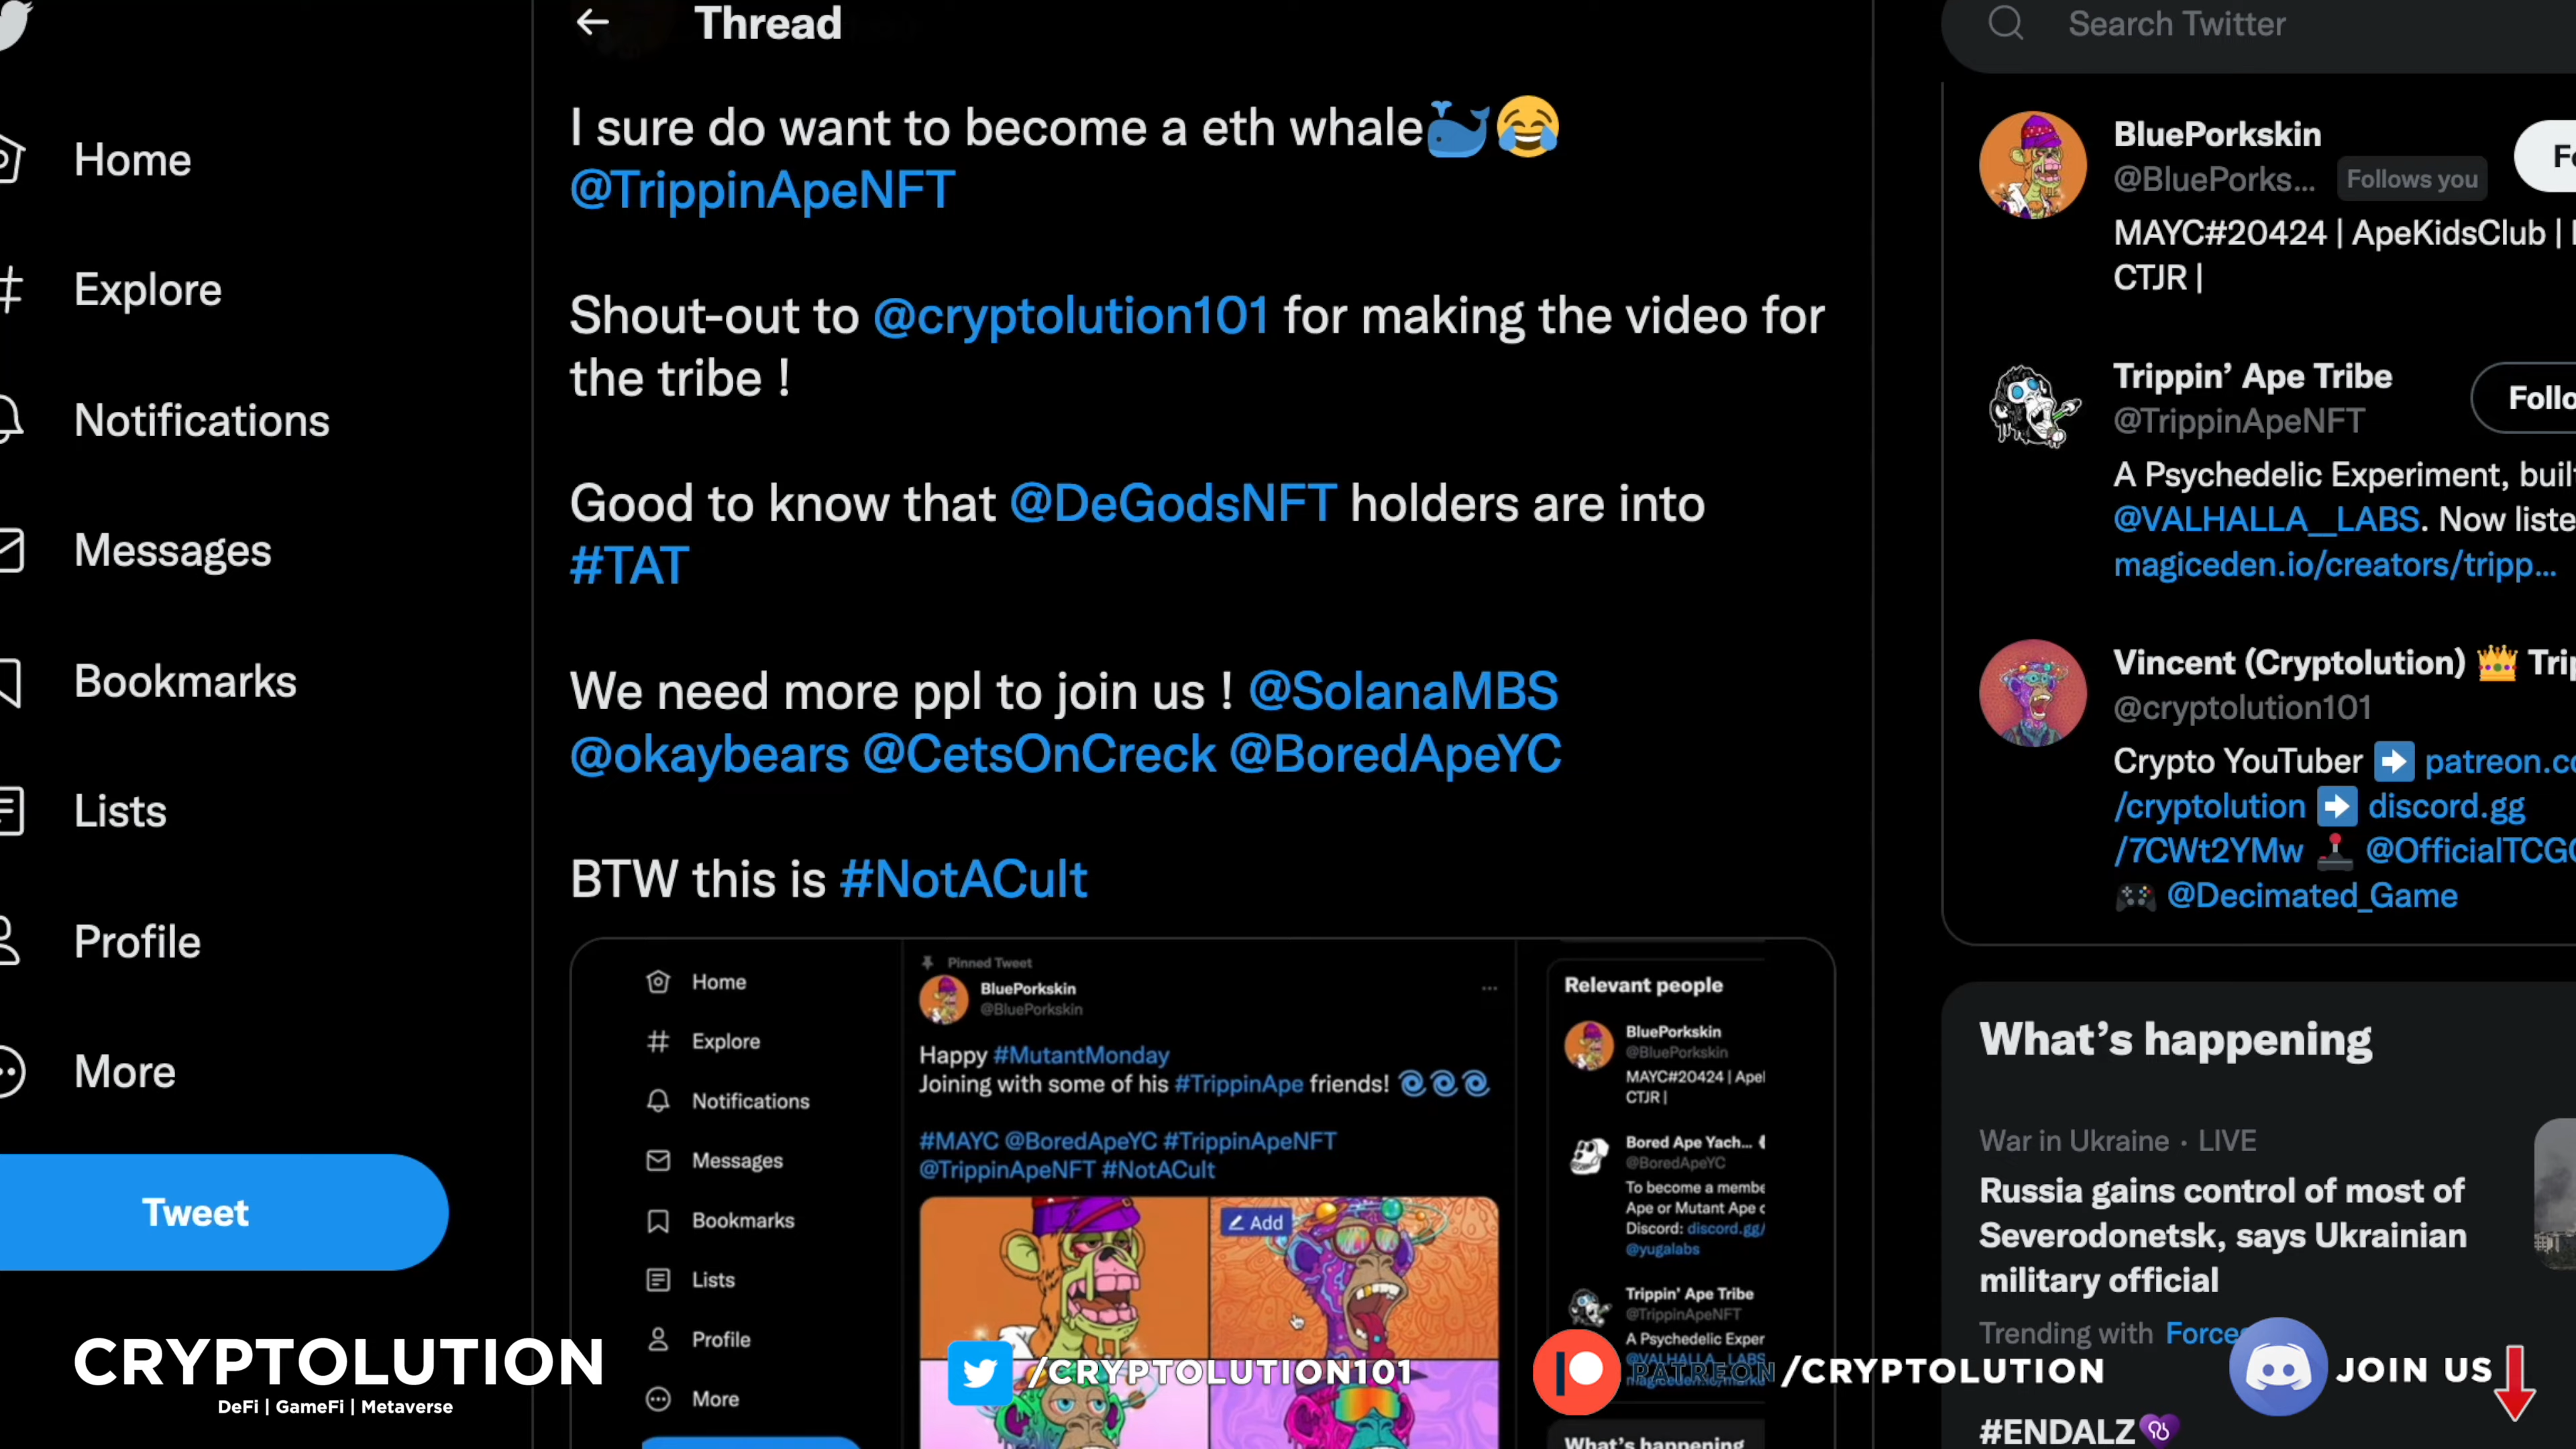 Thread
Search Twitter
Home
Explore
Notifications
Messages
Bookmarks
Lists
Profile
More
Tweet
I sure do want to become a eth whale🐳😂
@TrippinApeNFT
Shout-out to @cryptolution101 for making the video for
the tribe !
Good to know that @DeGodsNFT holders are into
#TAT
We need more ppl to join us ! @SolanaMBS
@okaybears @CetsOnCreck @BoredApeYC
BTW this is #NotACult
Home
Explore
Notifications
Messages
Bookmarks
Lists
Profile
More
Pinned Tweet
BluePorkskin
@BluePorkskin
Happy #MutantMonday
Joining with some of his #TrippinApe friends! 🌀🌀🌀
#MAYC @BoredApeYC #TrippinApeNFT
@TrippinApeNFT #NotACult
Add
Relevant people
BluePorkskin
@BluePorkskin
MAYC#20424 | Apel
CTJR |
Bored Ape Yach...
@BoredApeYC
To become a membe
Ape or Mutant Ape o
Discord: discord.gg/
@yugalabs
Trippin' Ape Tribe
@TrippinApeNFT
A Psychedelic Exper
@VALHALLA_LABS
What's happening
BluePorkskin
@BluePorks... Follows you
MAYC#20424 | ApeKidsClub |
CTJR |
Trippin' Ape Tribe
@TrippinApeNFT
Follo
A Psychedelic Experiment, buil
@VALHALLA__LABS. Now liste
magiceden.io/creators/tripp...
Vincent (Cryptolution) 👑 Trip
@cryptolution101
Crypto YouTuber ➡️ patreon.co
/cryptolution ➡️ discord.gg
/7CWt2YMw 🕹️ @OfficialTCGC
🎮 @Decimated_Game
What's happening
War in Ukraine · LIVE
Russia gains control of most of
Severodonetsk, says Ukrainian
military official
Trending with Forces
#ENDALZ
CRYPTOLUTION
DeFi | GameFi | Metaverse
/CRYPTOLUTION101
PATREON/CRYPTOLUTION
JOIN US